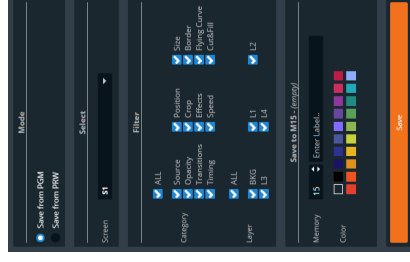 Mode
Save from PGM
Save from PRW
Select
Screen S1
Filter
ALL
Category
Source Position Size
Opacity Crop Border
Transitions Effects Flying Curve
Timing Speed Cut&Fill
ALL
Layer
BKG L1 L2
L3 L4
Save to M15 - (empty)
Memory 15 Enter Label..
Color
Save